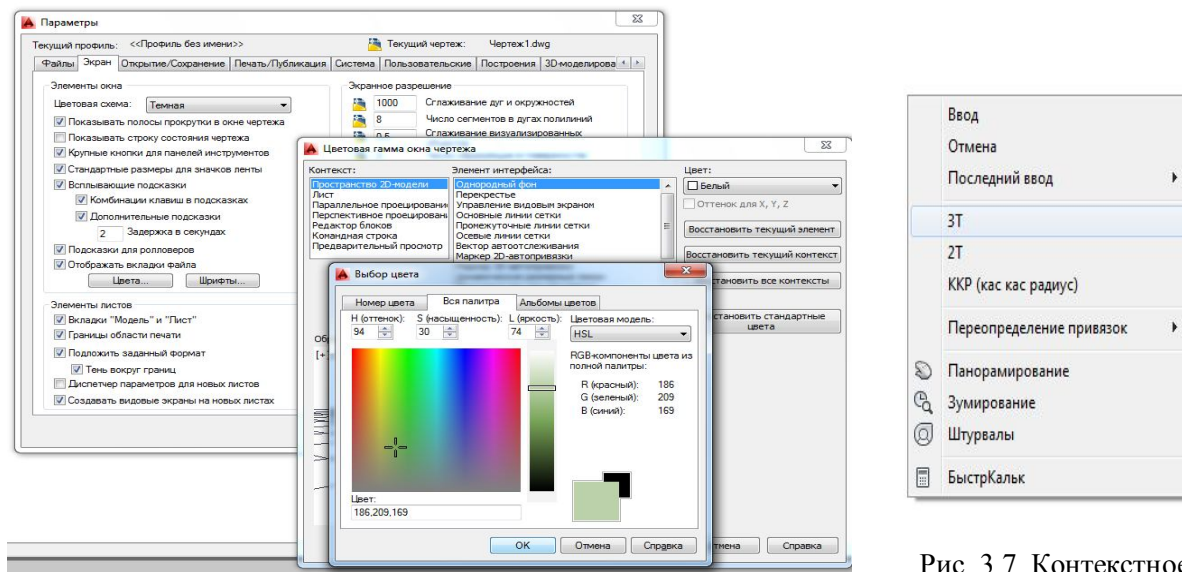 Параметры
Текущий профиль: <<Профиль без имени>> Текущий чертеж: Чертеж1.dwg
Файлы Экран Открытие/Сохранение Печать/Публикация Система Пользовательские Построения 3D-моделирова
Элементы окна
Цветовая схема: Темная
Показывать полосы прокрутки в окне чертежа
Показывать строку состояния чертежа
Крупные кнопки для панелей инструментов
Стандартные размеры для значков ленты
Всплывающие подсказки
Комбинации клавиш в подсказках
Дополнительные подсказки
2 Задержка в секундах
Подсказки для ролловеров
Отображать вкладки файла
Цвета... Шрифты...
Элементы листов
Вкладки "Модель" и "Лист"
Границы области печати
Подложить заданный формат
Тень вокруг границ
Диспетчер параметров для новых листов
Создавать видовые экраны на новых листах
Экранное разрешение
1000 Сглаживание дуг и окружностей
8 Число сегментов в дугах полилиний
0.5 Сглаживание визуализированных
Цветовая гамма окна чертежа
Контекст:
Пространство 2D-модели
Лист
Параллельное проецировани
Перспективное проецирован
Редактор блоков
Командная строка
Предварительный просмотр
Элемент интерфейса:
Однородный фон
Перекрестье
Управление видовым экраном
Основные линии сетки
Промежуточные линии сетки
Осевые линии сетки
Вектор автоотслеживания
Маркер 2D-автопривязки
Цвет:
Белый
Оттенок для X, Y, Z
Восстановить текущий элемент
Восстановить текущий контекст
становить все контексты
становить стандартные
цвета
Об
[+
тмена Справка
Выбор цвета
Номер цвета Вся палитра Альбомы цветов
H (оттенок): S (насыщенность): L (яркость): Цветовая модель:
94 30 74 HSL
RGB-компоненты цвета из
полной палитры:
R (красный): 186
G (зеленый): 209
B (синий): 169
Цвет:
186,209,169
OK Отмена Справка
Ввод
Отмена
Последний ввод
3Т
2Т
ККР (кас кас радиус)
Переопределение привязок
Панорамирование
Зумирование
Штурвалы
БыстрКальк
Рис. 3.7 Контекстное